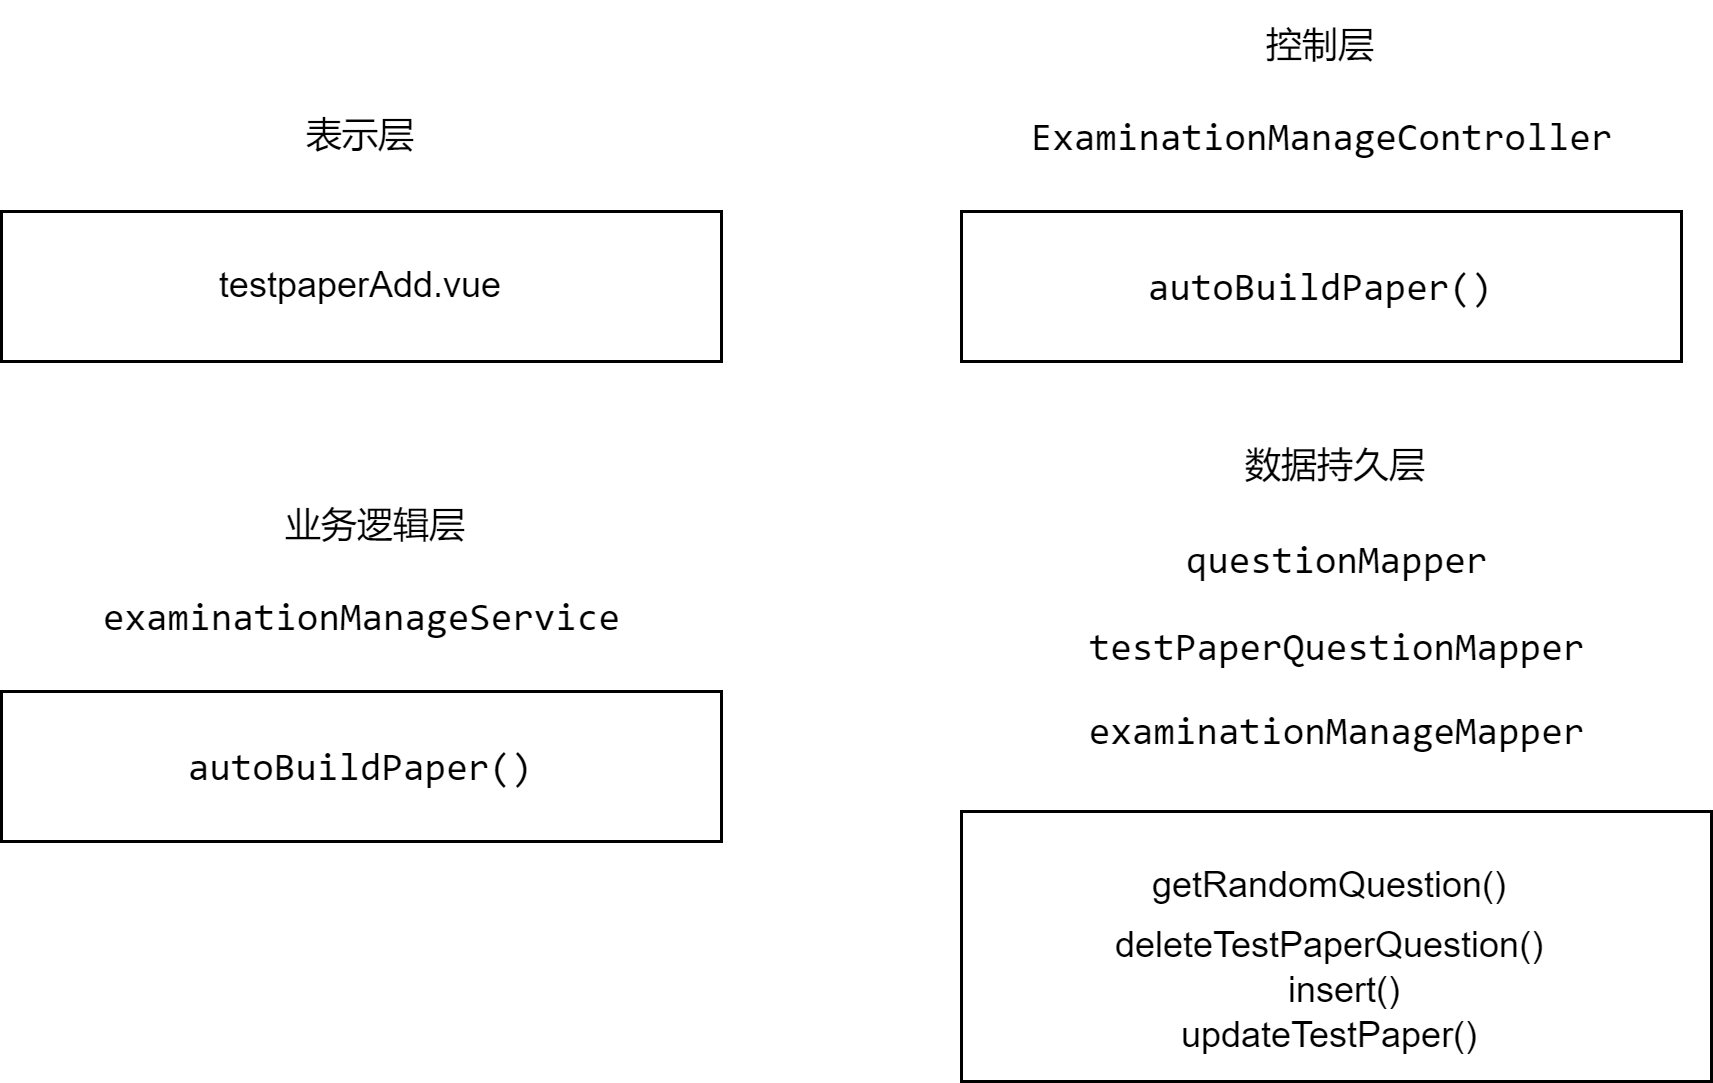 表示层
testpaperAdd.vue
控制层
ExaminationManageController
autoBuildPaper()
业务逻辑层
examinationManageService
autoBuildPaper()
数据持久层
questionMapper
testPaperQuestionMapper
examinationManageMapper
getRandomQuestion()
deleteTestPaperQuestion()
insert()
updateTestPaper()